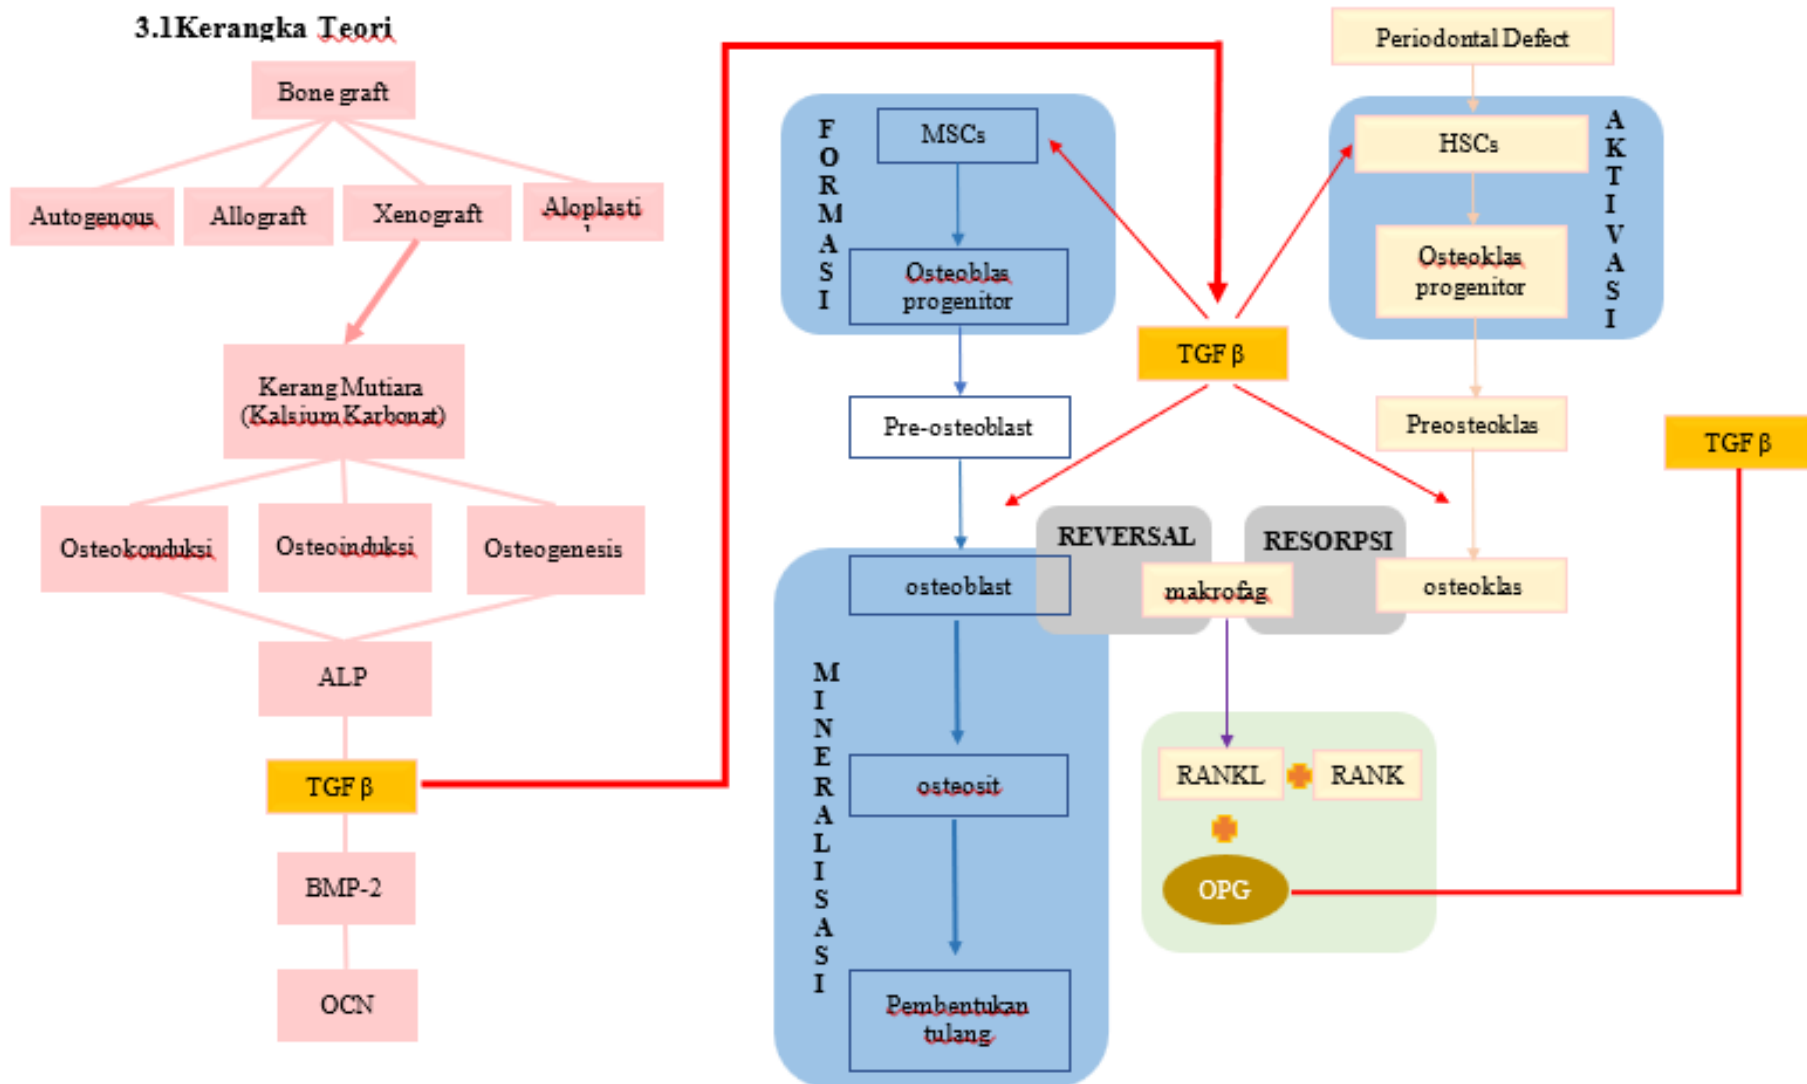 3.1Kerangka Teori
Bone graft
Autogenous
Allograft
Xenograft
Aloplasti
Kerang Mutiara
(Kalsium Karbonat)
Osteokonduksi
Osteoinduksi
Osteogenesis
ALP
TGF β
BMP-2
OCN
FORMASI
MSCs
Osteoblas
progenitor
Pre-osteoblast
MINERALISASI
osteoblast
osteosit
Pembentukan
tulang
TGF β
REVERSAL
RESORPSI
makrofag
RANKL
RANK
OPG
Periodontal Defect
AKTIVASI
HSCs
Osteoklas
progenitor
Preosteoklas
osteoklas
TGF β